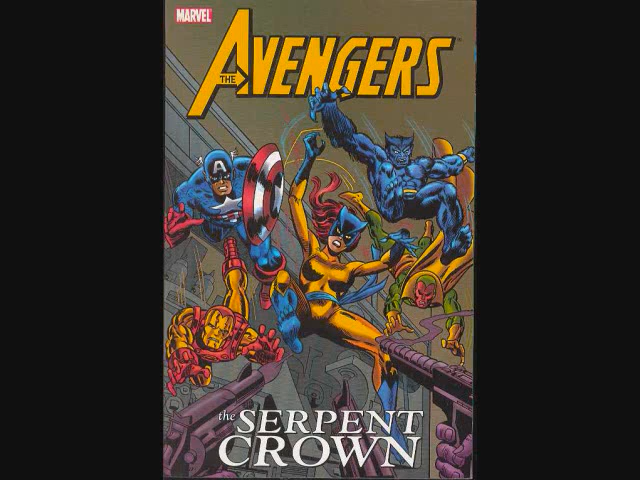 MARVEL
THE AVENGERS
A
the SERPENT
CROWN